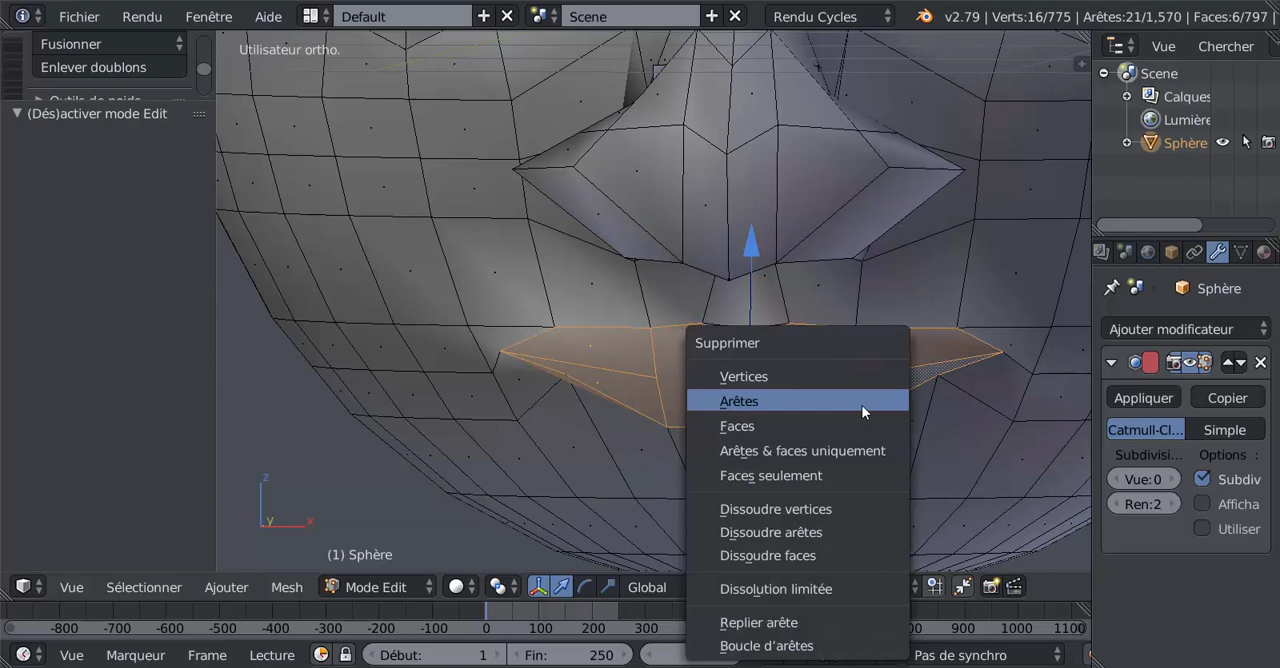 Fichier Rendu Fenêtre Aide Default Scene Rendu Cycles v2.79 | Verts:16/775 | Arêtes:21/1,570 | Faces:6/797
Fusionner
Enlever doublons
(Dés)activer mode Edit
Utilisateur ortho.
Vue Chercher
Scene
Calques
Lumière
Sphère
Sphère
Ajouter modificateur
Appliquer Copier
Catmull-Cl... Simple
Subdivisi... Options :
Vue: 0 Subdiv
Ren: 2 Afficha
Utiliser
Supprimer
Vertices
Arêtes
Faces
Arêtes & faces uniquement
Faces seulement
Dissoudre vertices
Dissoudre arêtes
Dissoudre faces
Dissolution limitée
Replier arête
Boucle d'arêtes
z
y x
(1) Sphère
Vue Sélectionner Ajouter Mesh Mode Edit Global
-800 -700 -600 -500 -400 -300 -200 -100 0 100 200 300 900 1000 1100
Vue Marqueur Frame Lecture Début: 1 Fin: 250 Pas de synchro